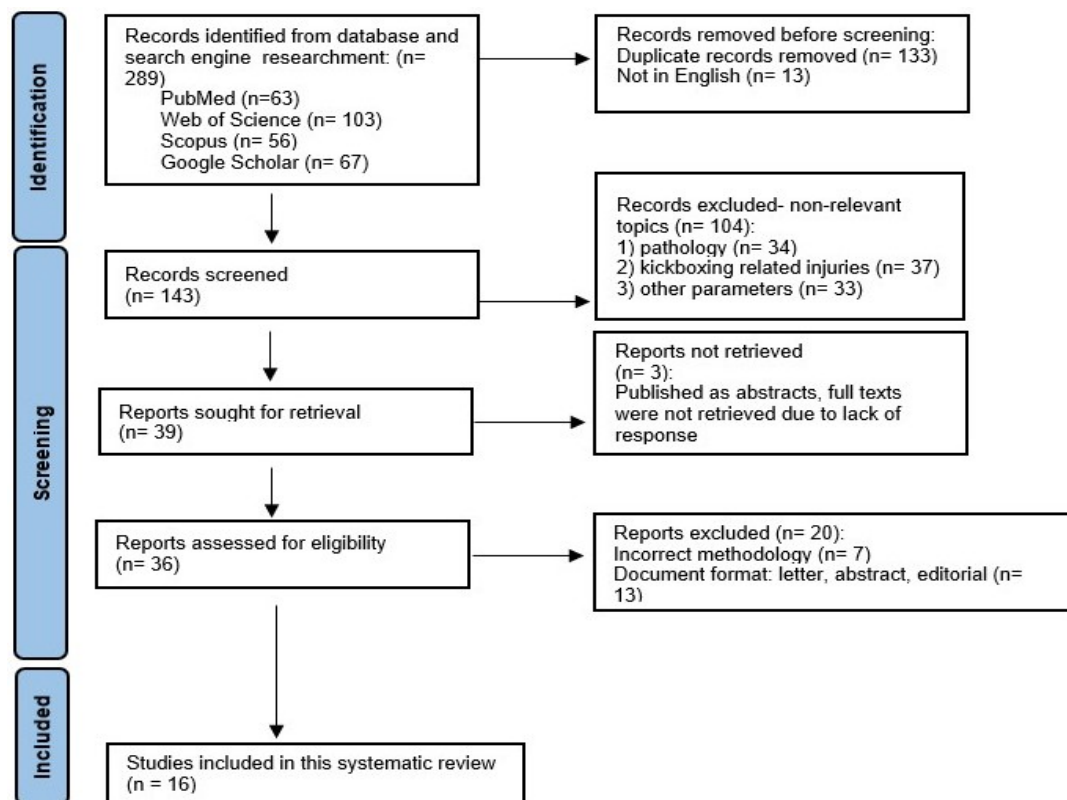 Identification
Records identified from database and
search engine researchment: (n=
289)
PubMed (n=63)
Web of Science (n= 103)
Scopus (n= 56)
Google Scholar (n= 67)
Records removed before screening:
Duplicate records removed (n= 133)
Not in English (n= 13)
Screening
Records screened
(n= 143)
Records excluded- non-relevant
topics (n= 104):
1) pathology (n= 34)
2) kickboxing related injuries (n= 37)
3) other parameters (n= 33)
Reports sought for retrieval
(n= 39)
Reports not retrieved
(n= 3):
Published as abstracts, full texts
were not retrieved due to lack of
response
Reports assessed for eligibility
(n= 36)
Reports excluded (n= 20):
Incorrect methodology (n= 7)
Document format: letter, abstract, editorial (n=
13)
Included
Studies included in this systematic review
(n = 16)